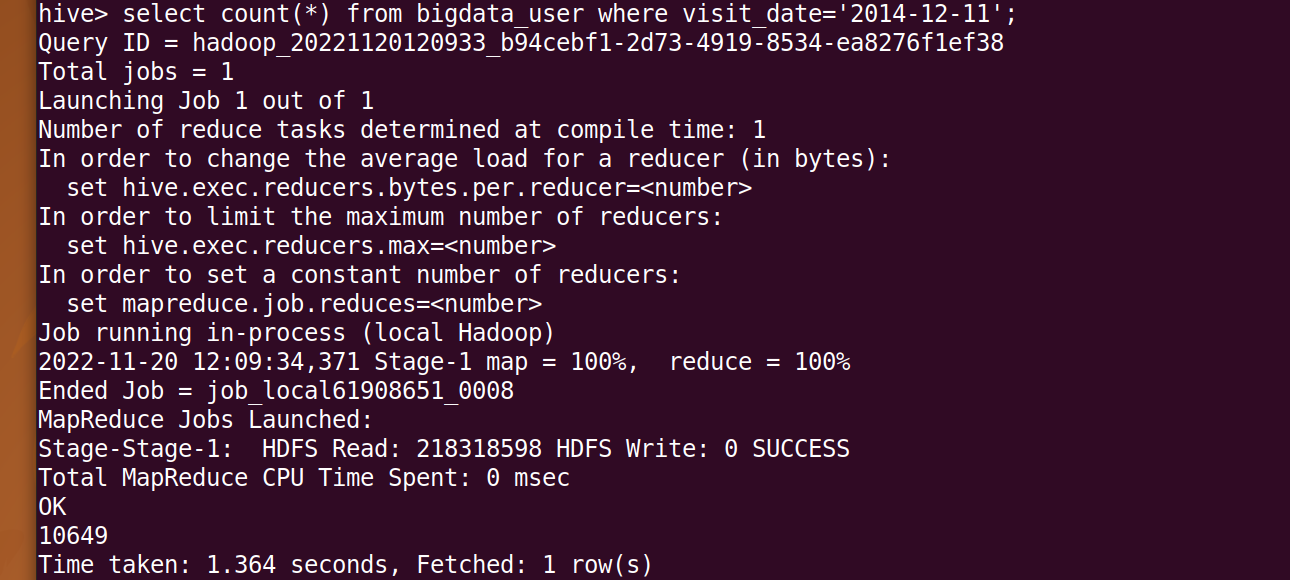 hive> select count(*) from bigdata_user where visit_date='2014-12-11';
Query ID = hadoop_20221120120933_b94cebf1-2d73-4919-8534-ea8276f1ef38
Total jobs = 1
Launching Job 1 out of 1
Number of reduce tasks determined at compile time: 1
In order to change the average load for a reducer (in bytes):
  set hive.exec.reducers.bytes.per.reducer=<number>
In order to limit the maximum number of reducers:
  set hive.exec.reducers.max=<number>
In order to set a constant number of reducers:
  set mapreduce.job.reduces=<number>
Job running in-process (local Hadoop)
2022-11-20 12:09:34,371 Stage-1 map = 100%,  reduce = 100%
Ended Job = job_local61908651_0008
MapReduce Jobs Launched:
Stage-Stage-1:  HDFS Read: 218318598 HDFS Write: 0 SUCCESS
Total MapReduce CPU Time Spent: 0 msec
OK
10649
Time taken: 1.364 seconds, Fetched: 1 row(s)